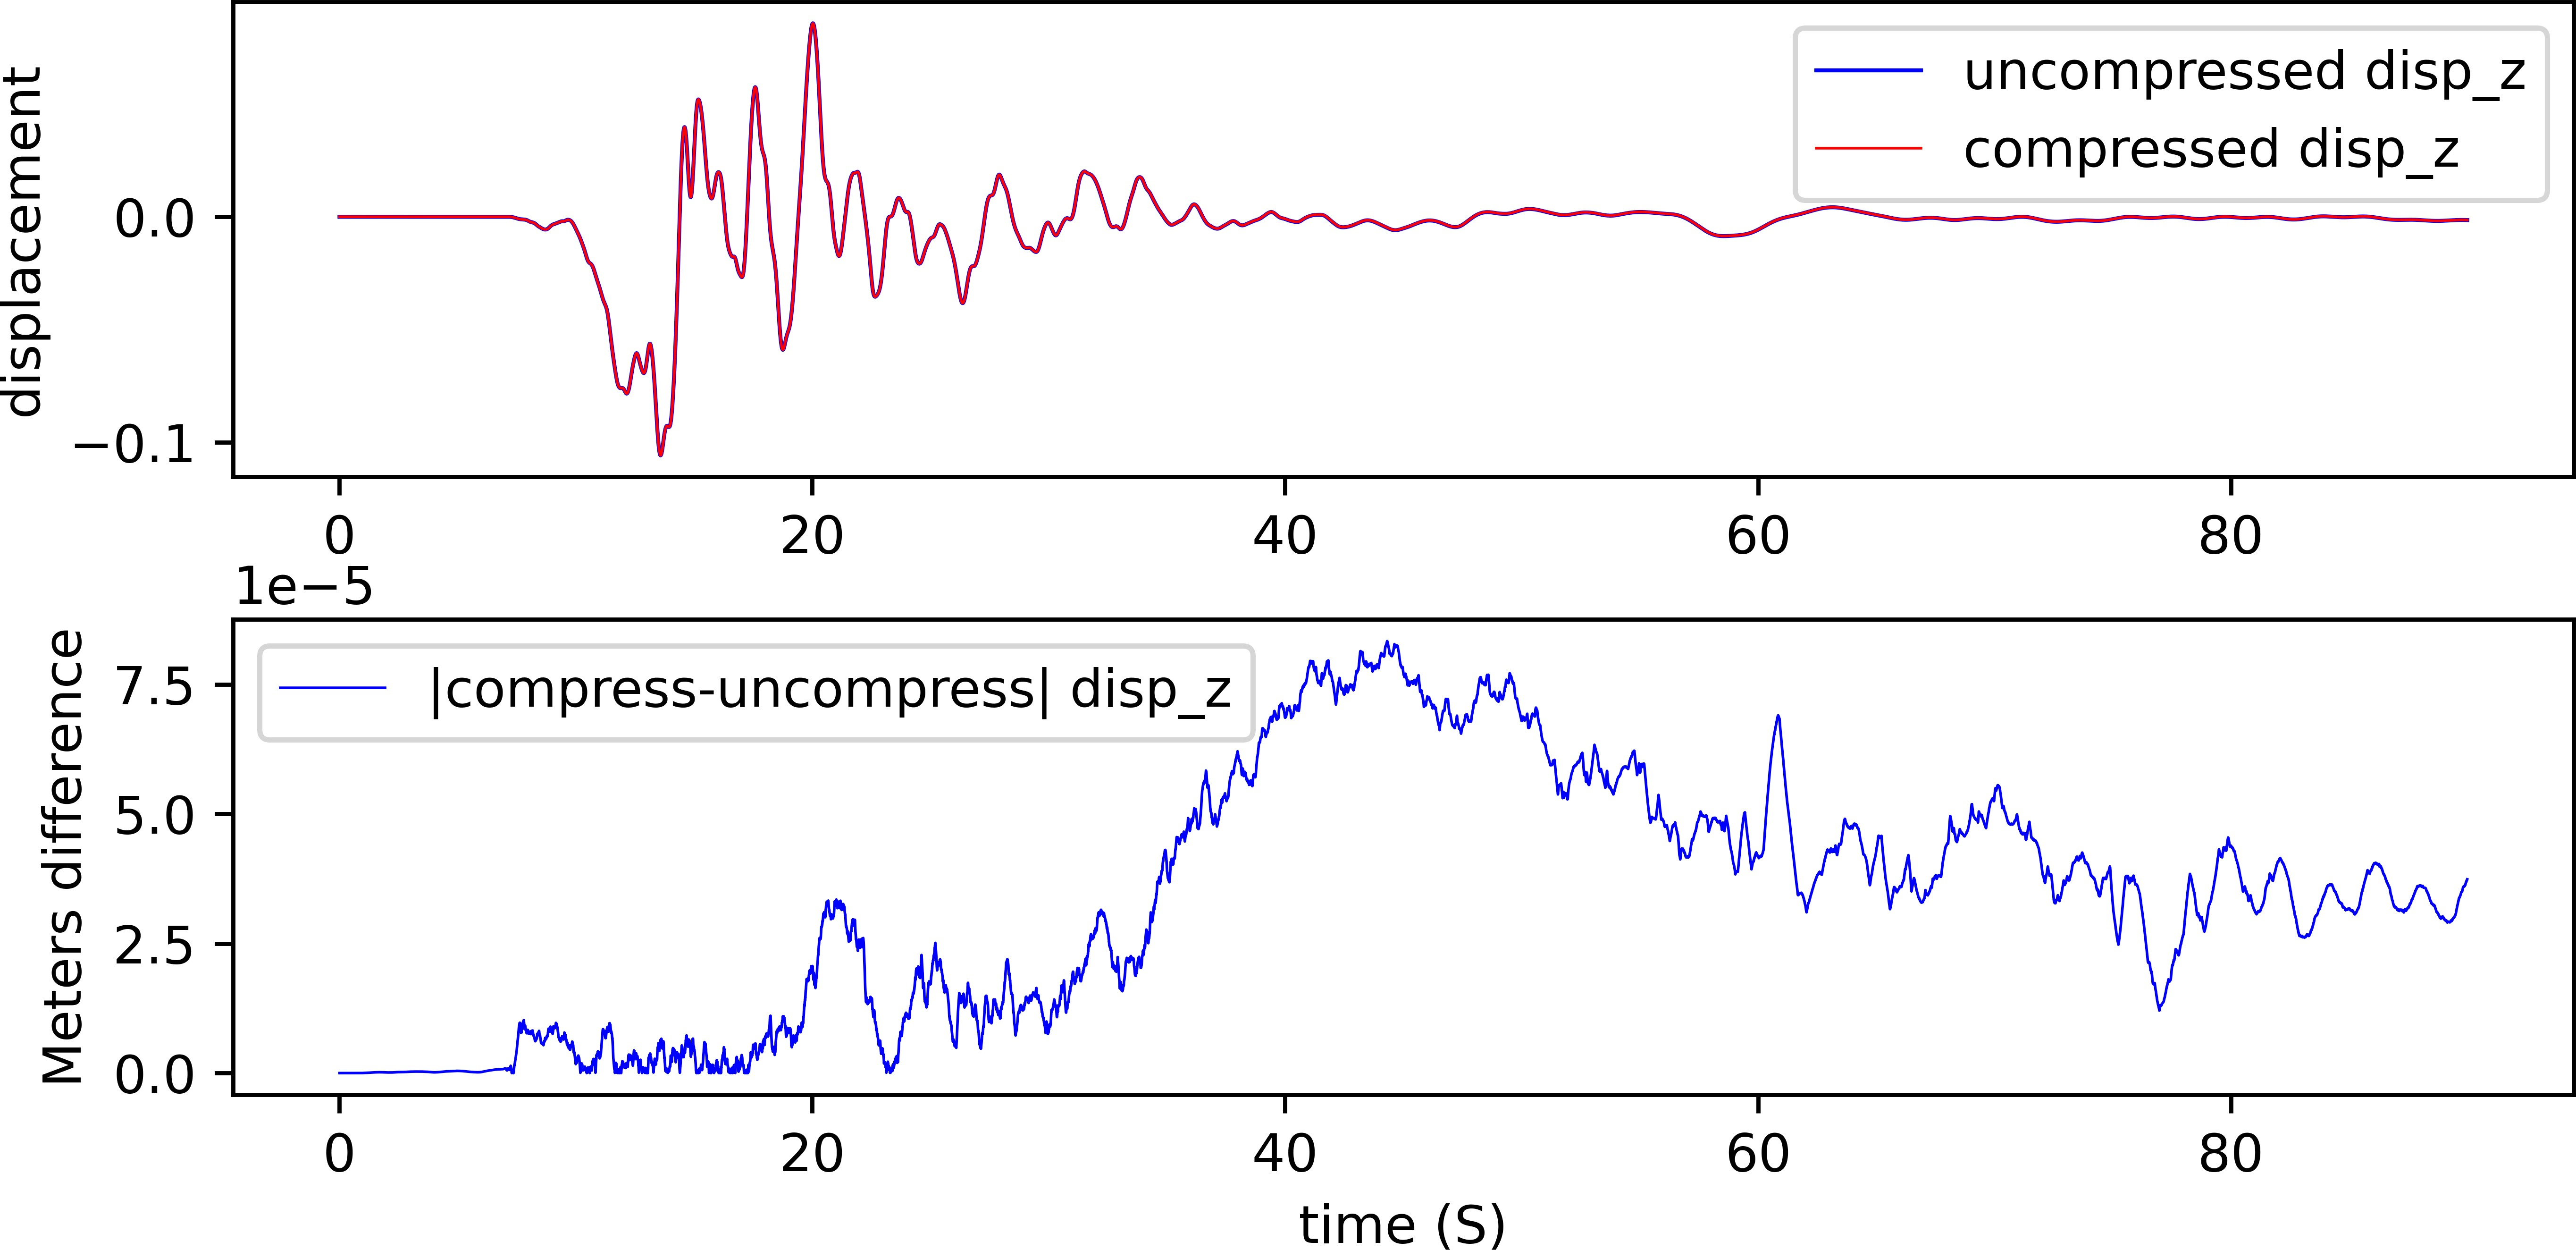 displacement
0.0
−0.1
uncompressed disp_z
compressed disp_z
0 20 40 60 80
1e−5
Meters difference
7.5
5.0
2.5
0.0
|compress-uncompress| disp_z
0 20 40 60 80
time (S)